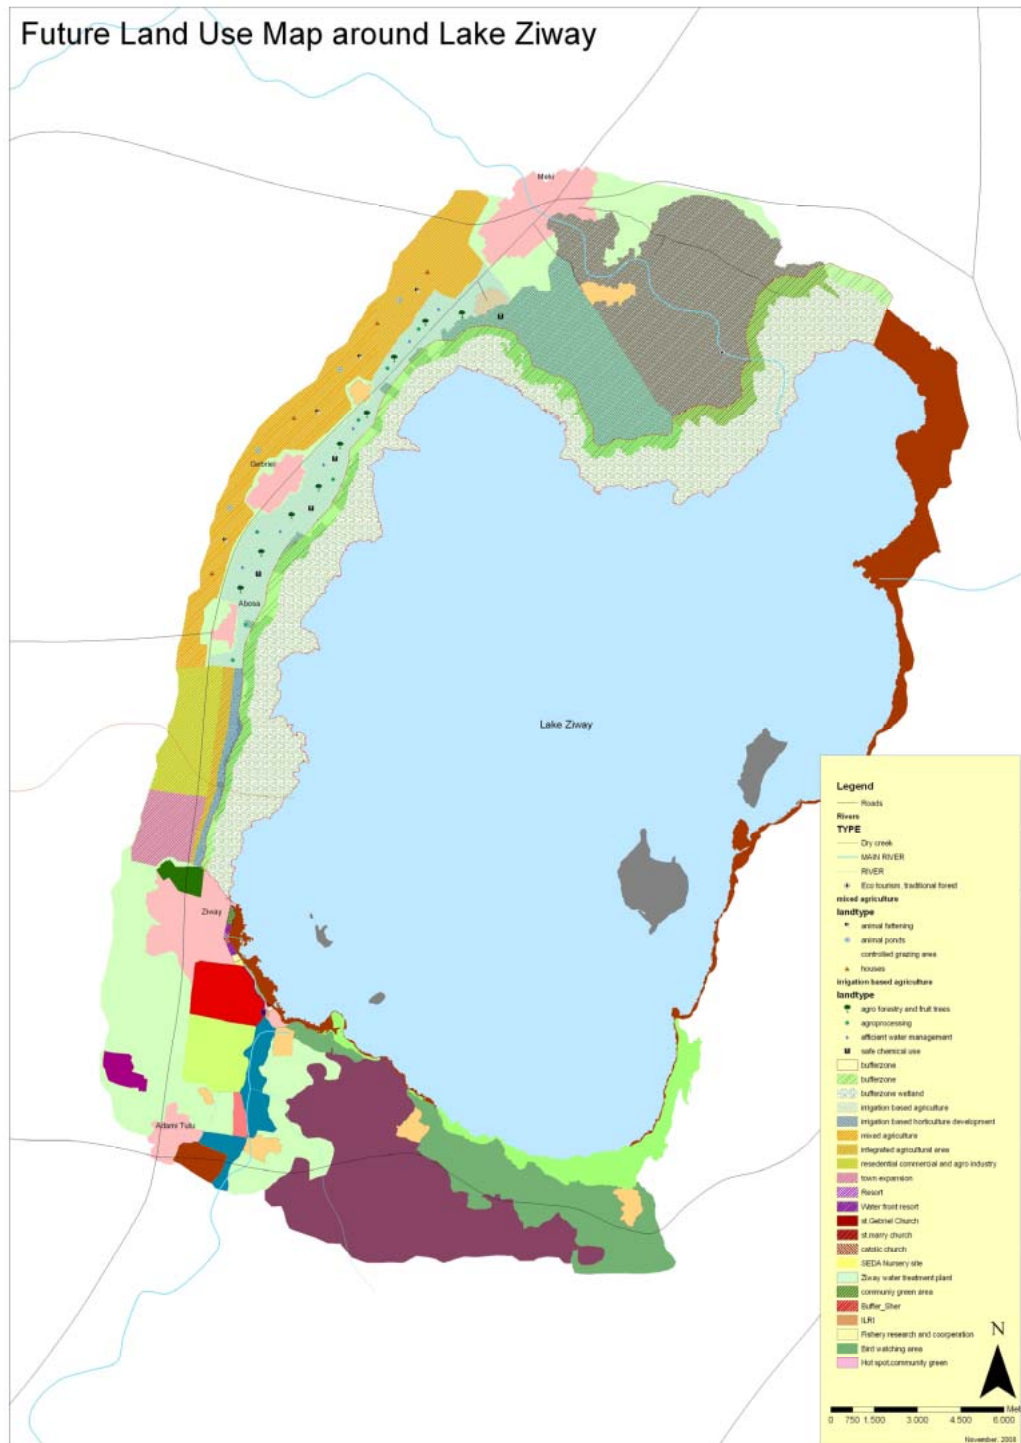 Future Land Use Map around Lake Ziway
Meki
Gebriel
Abosa
Lake Ziway
Ziway
Adami Tulu
Legend
Roads
Rivers
TYPE
Dry creek
MAIN RIVER
RIVER
Eco tourism, traditional forest
mixed agriculture
landtype
animal fattening
animal ponds
controlled grazing area
houses
irrigation based agriculture
landtype
agro forestry and fruit trees
agroprocessing
efficient water management
safe chemical use
bufferzone
bufferzone
bufferzone wetland
irrigation based agriculture
irrigation based horticulture development
mixed agriculture
integrated agricultural area
resedential commercial and agro industry
town expansion
Resort
Water front resort
st.Gebriel Church
st.marry church
catolic church
SEDA Nursery site
Ziway water treatment plant
communiy green area
Buffer_Sher
ILRI
Fishery research and cooperation
Bird watching area
Hot spot,community green
N
Met
0 750 1.500 3.000 4.500 6.000
November, 2008